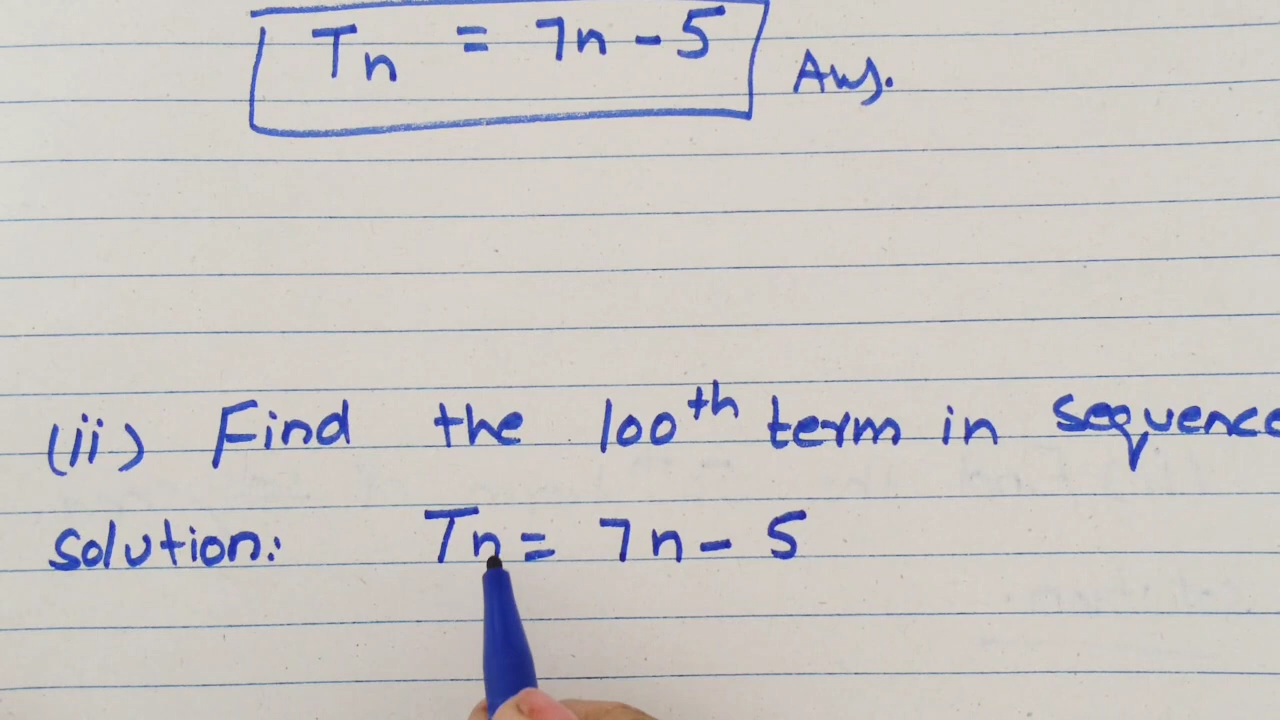 Tn = 7n - 5 Ans.
(ii) Find the 100th term in sequence
Solution: Tn = 7n - 5